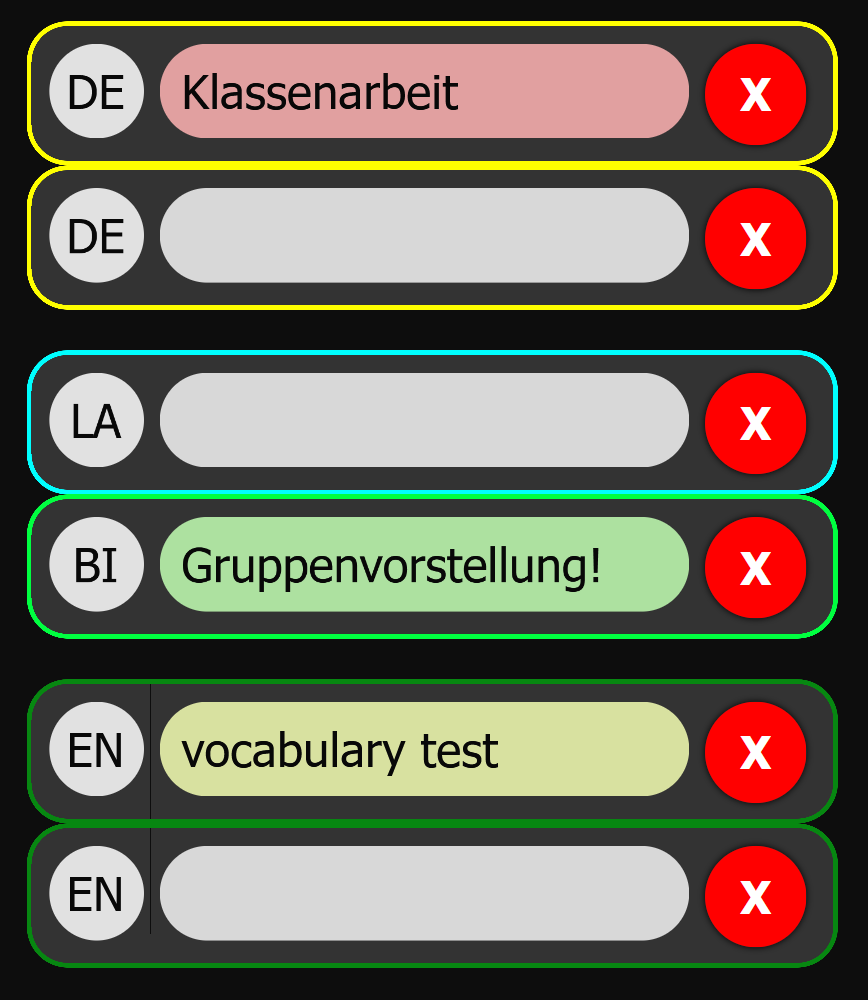 DE Klassenarbeit X
DE X
LA X
BI Gruppenvorstellung! X
EN vocabulary test X
EN X